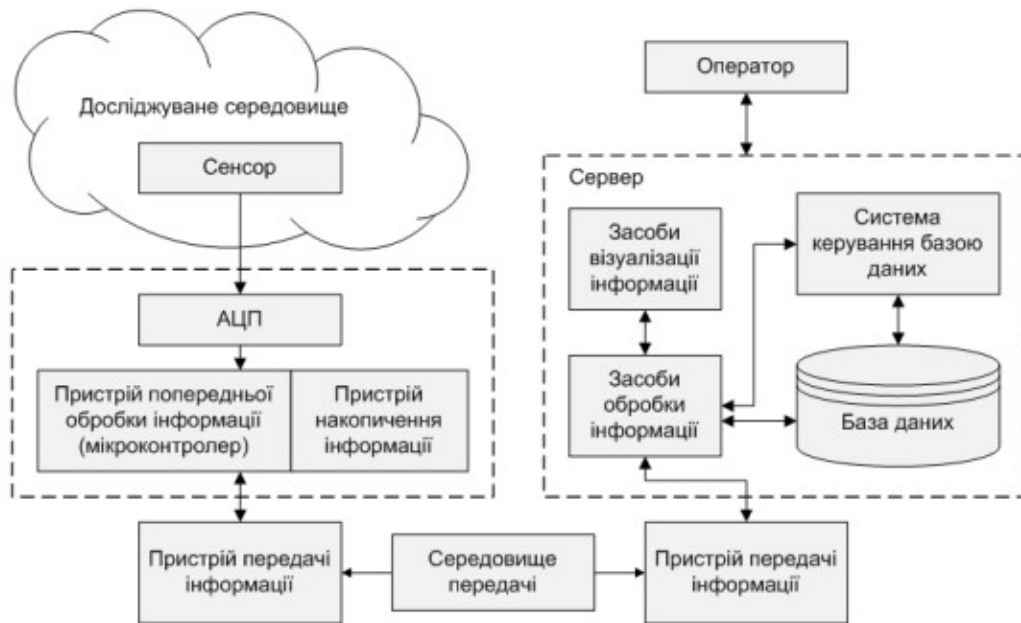 Досліджуване середовище
Сенсор
АЦП
Пристрій попередньої
обробки інформації
(мікроконтролер)
Пристрій
накопичення
інформації
Пристрій передачі
інформації
Середовище
передачі
Пристрій передачі
інформації
Оператор
Сервер
Засоби
візуалізації
інформації
Система
керування базою
даних
Засоби
обробки
інформації
База даних